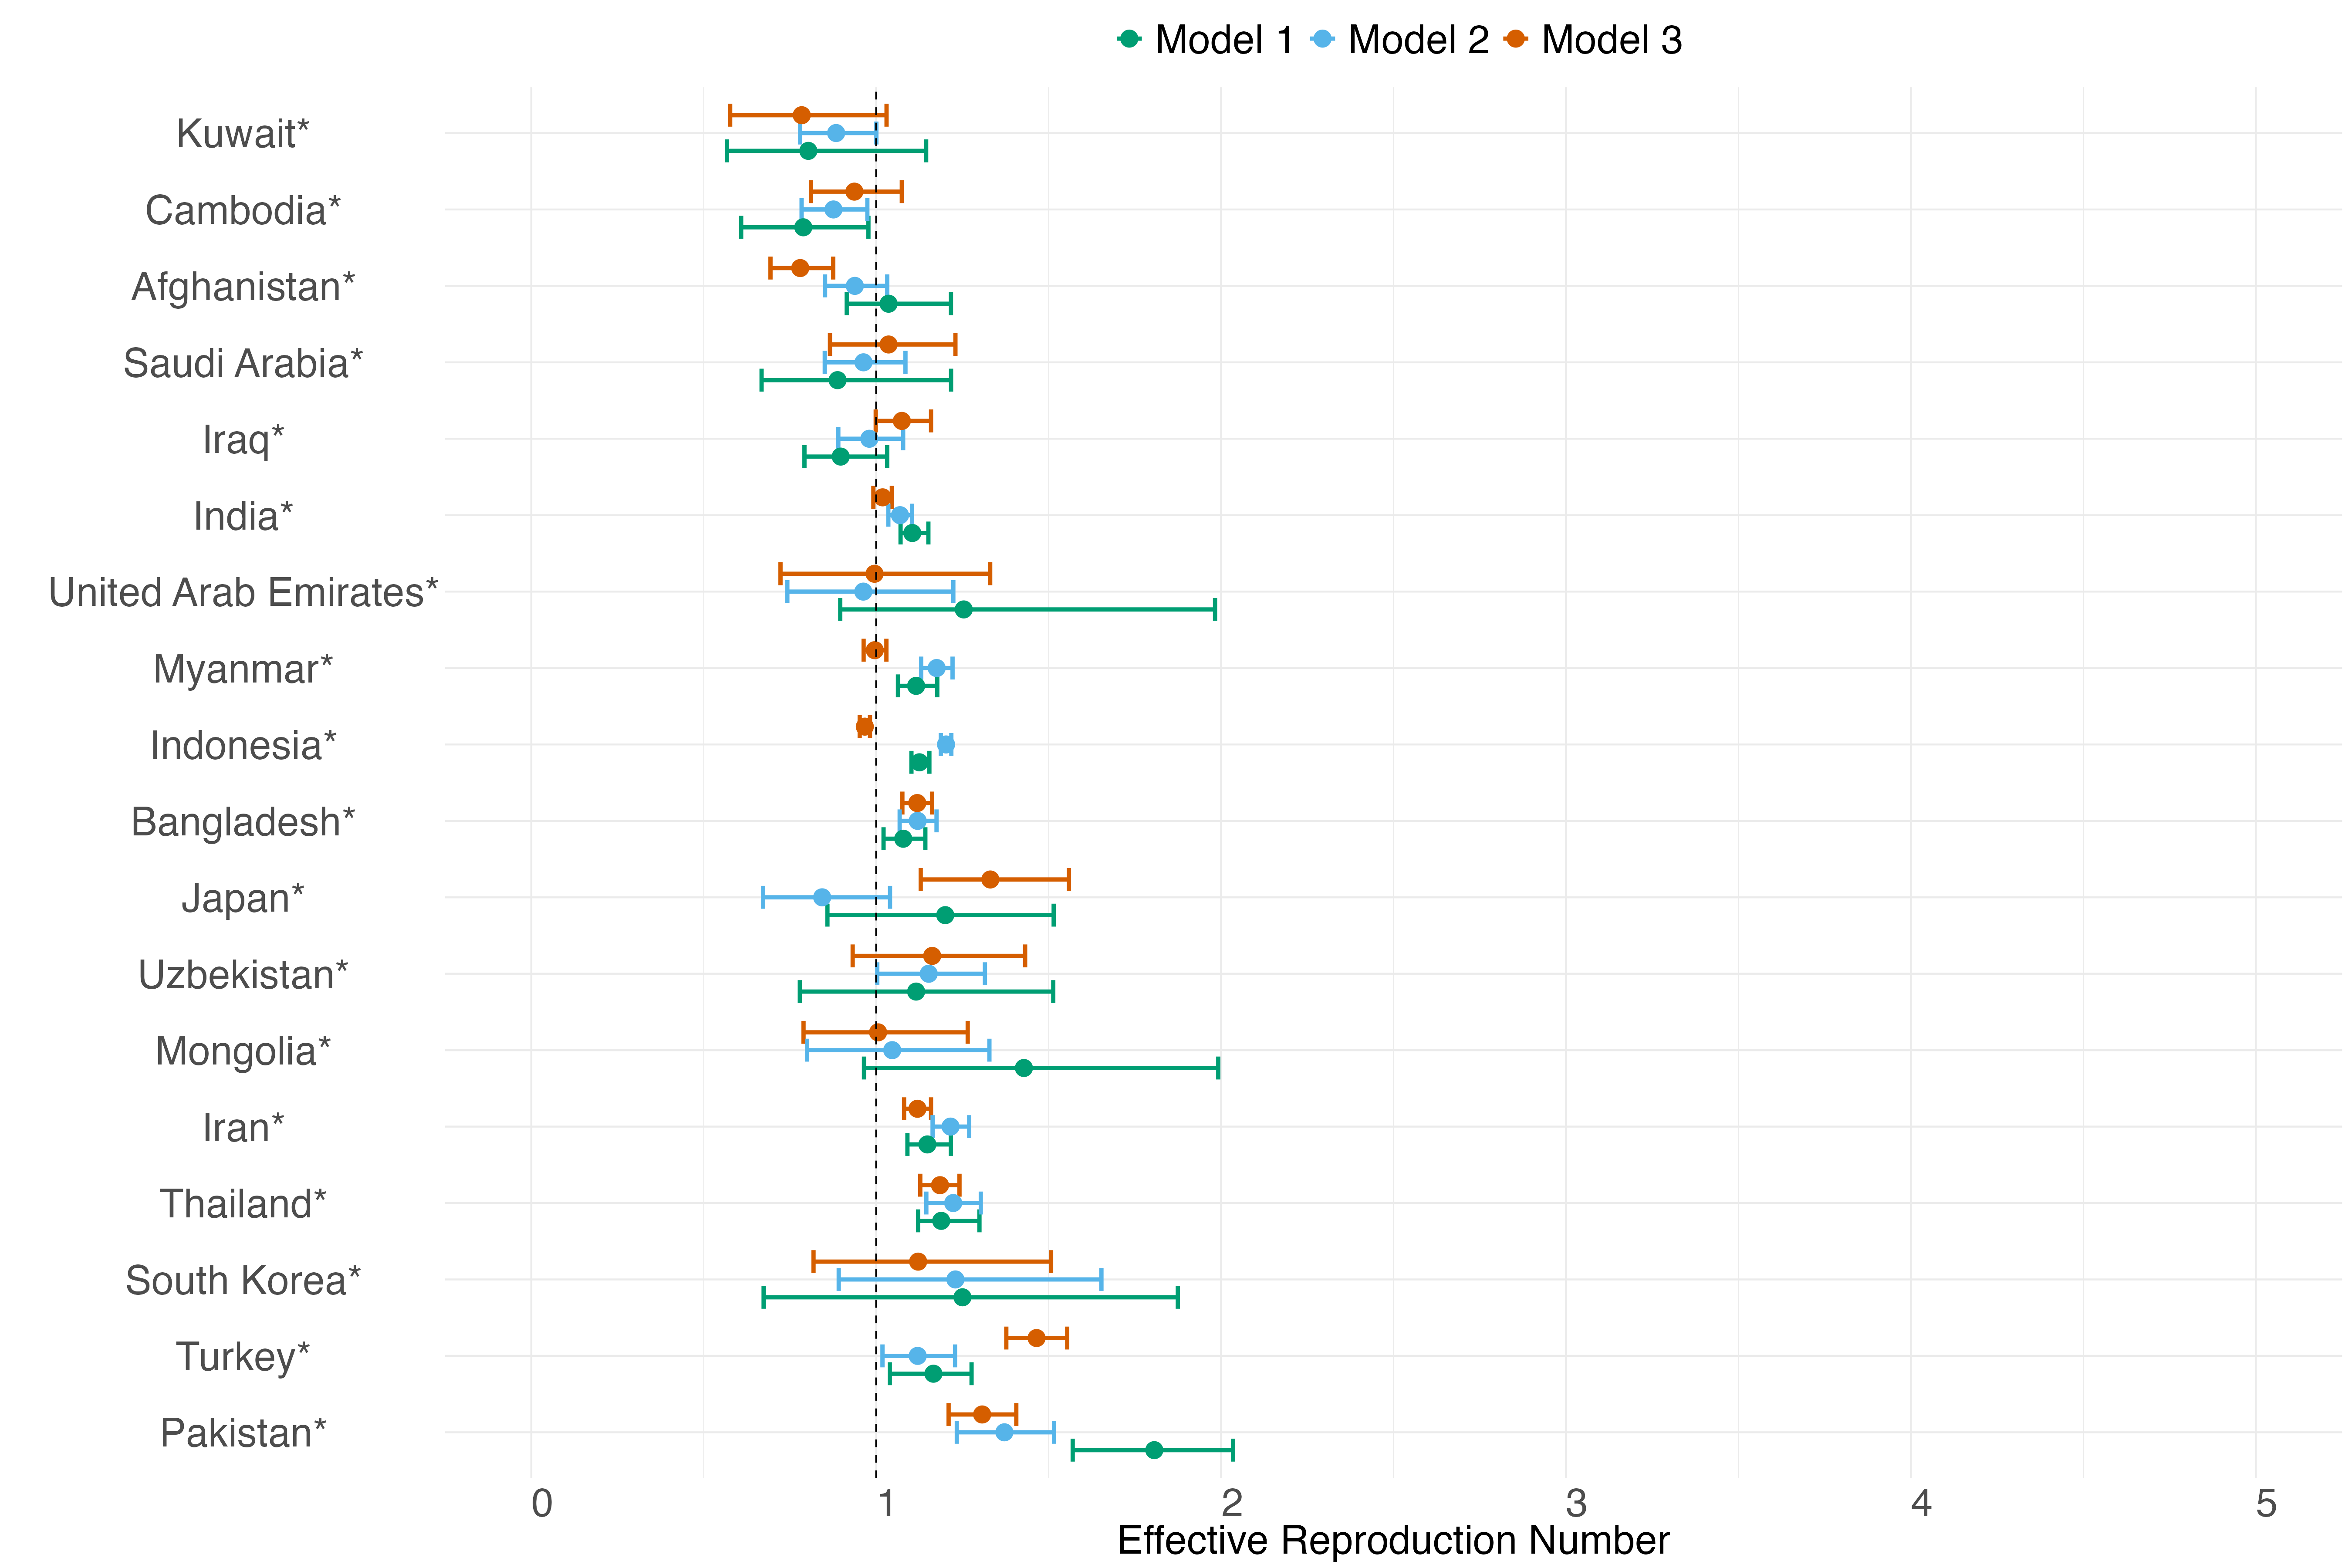 Model 1 Model 2 Model 3
Kuwait*
Cambodia*
Afghanistan*
Saudi Arabia*
Iraq*
India*
United Arab Emirates*
Myanmar*
Indonesia*
Bangladesh*
Japan*
Uzbekistan*
Mongolia*
Iran*
Thailand*
South Korea*
Turkey*
Pakistan*
0 1 2 3 4 5
Effective Reproduction Number